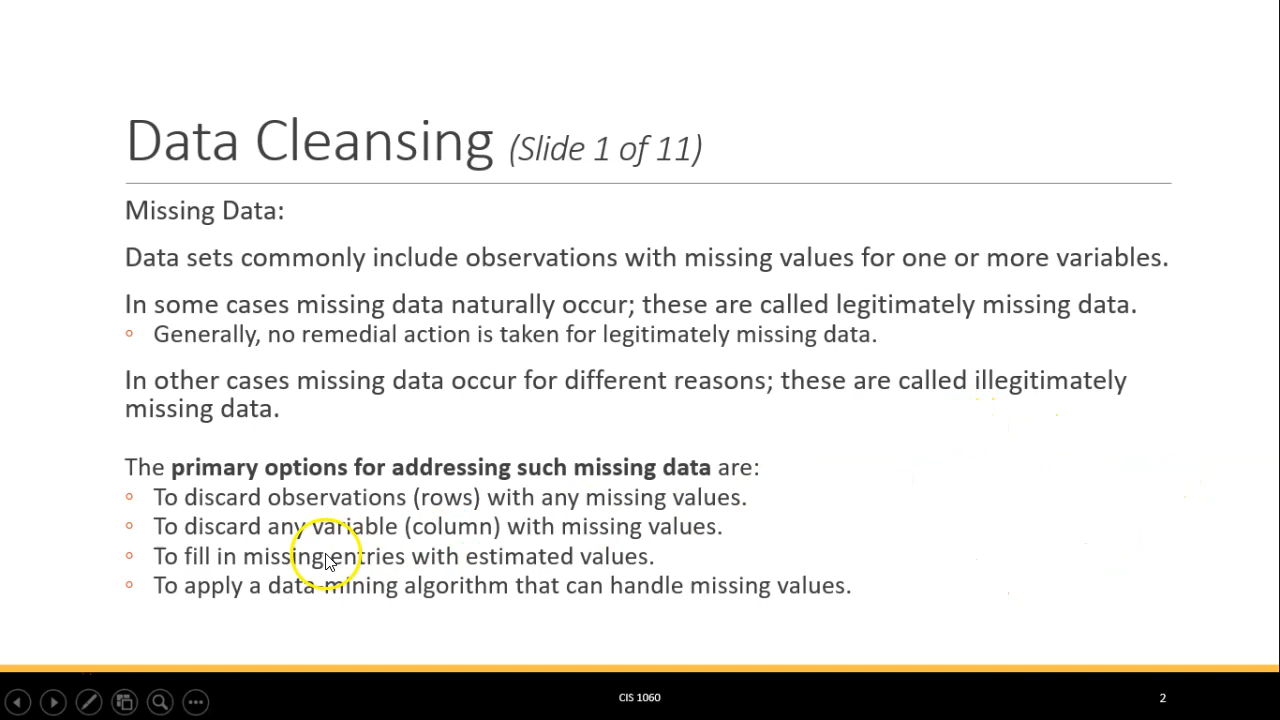 Data Cleansing (Slide 1 of 11)
Missing Data:
Data sets commonly include observations with missing values for one or more variables.
In some cases missing data naturally occur; these are called legitimately missing data.
◦ Generally, no remedial action is taken for legitimately missing data.
In other cases missing data occur for different reasons; these are called illegitimately
missing data.
The primary options for addressing such missing data are:
◦ To discard observations (rows) with any missing values.
◦ To discard any variable (column) with missing values.
◦ To fill in missing entries with estimated values.
◦ To apply a data-mining algorithm that can handle missing values.
CIS 1060
2